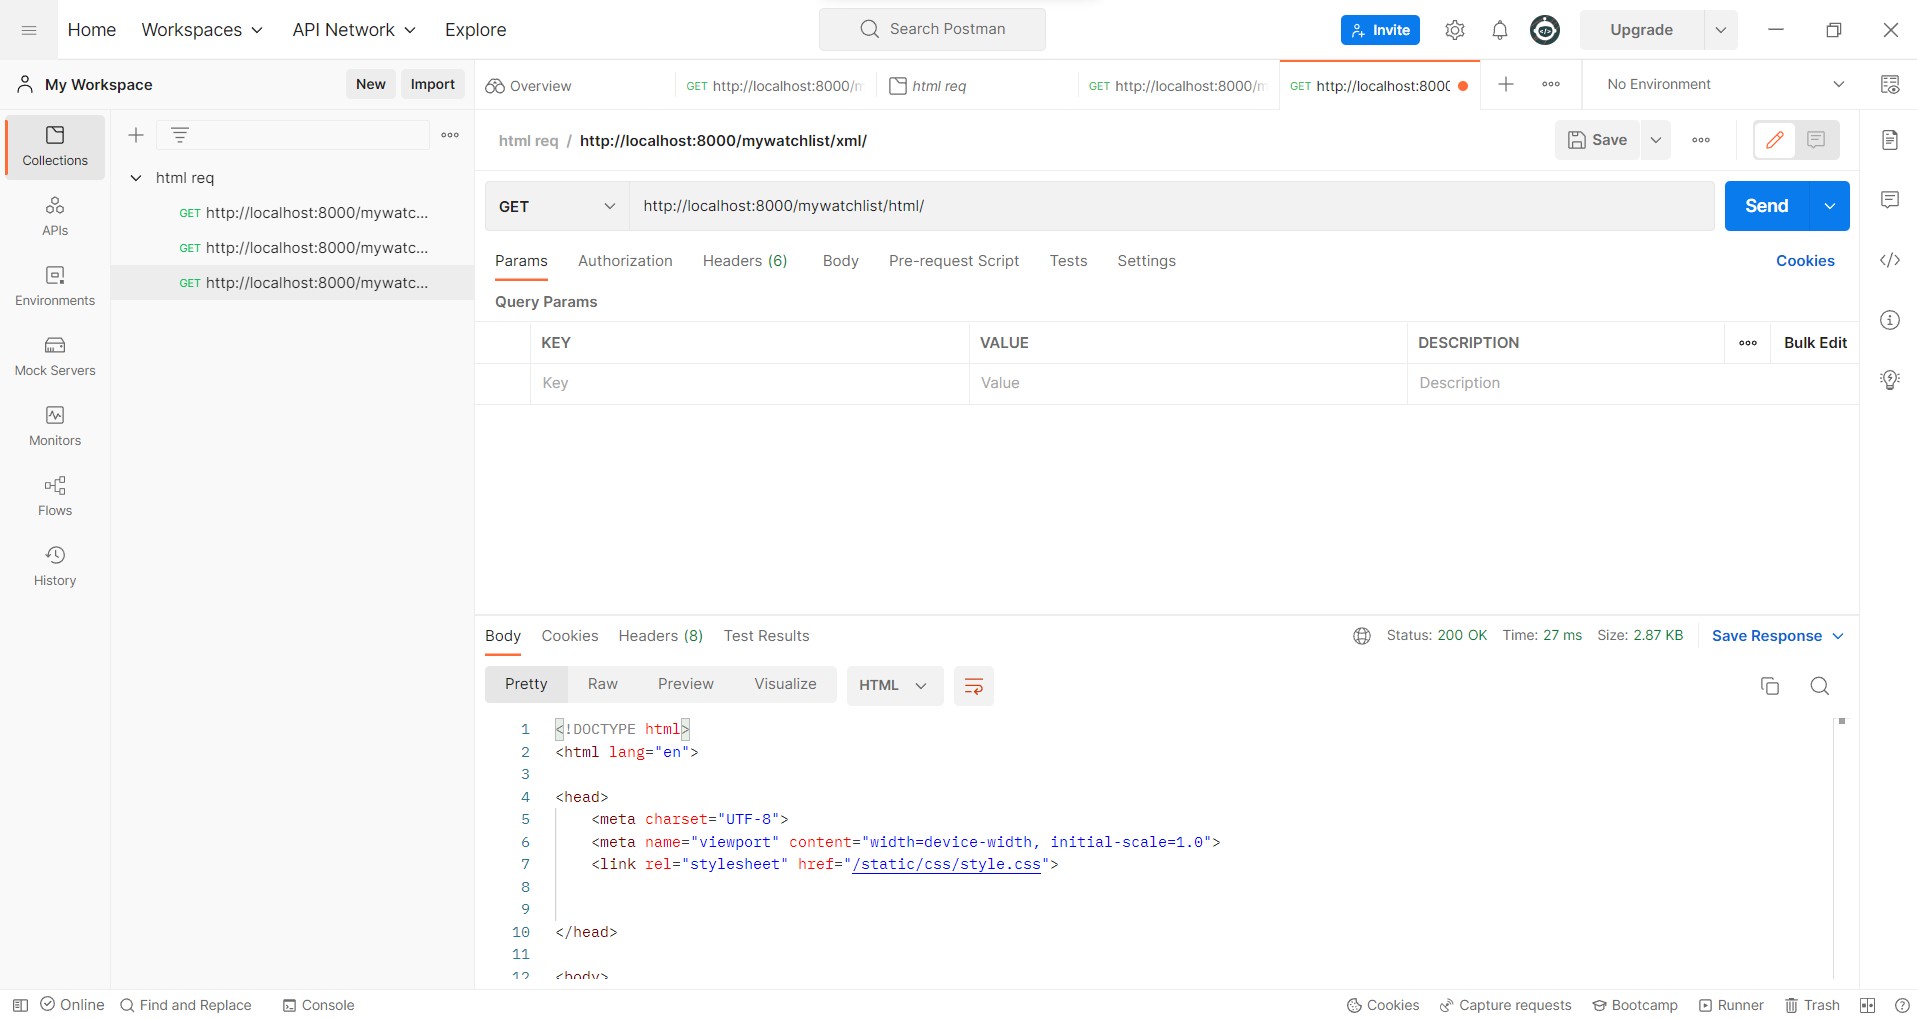 Home Workspaces API Network Explore Search Postman Invite Upgrade
My Workspace New Import Overview GET http://localhost:8000/m html req GET http://localhost:8000/m GET http://localhost:8000 No Environment
Collections
APIs
Environments
Mock Servers
Monitors
Flows
History
html req
GET http://localhost:8000/mywatc...
GET http://localhost:8000/mywatc...
GET http://localhost:8000/mywatc...
html req / http://localhost:8000/mywatchlist/xml/ Save
GET http://localhost:8000/mywatchlist/html/ Send
Params Authorization Headers (6) Body Pre-request Script Tests Settings Cookies
Query Params
KEY VALUE DESCRIPTION Bulk Edit
Key Value Description
Body Cookies Headers (8) Test Results Status: 200 OK Time: 27 ms Size: 2.87 KB Save Response
Pretty Raw Preview Visualize HTML
1 <!DOCTYPE html>
2 <html lang="en">
3
4 <head>
5 <meta charset="UTF-8">
6 <meta name="viewport" content="width=device-width, initial-scale=1.0">
7 <link rel="stylesheet" href="/static/css/style.css">
8
9
10 </head>
11
12 <body>
Online Find and Replace Console Cookies Capture requests Bootcamp Runner Trash